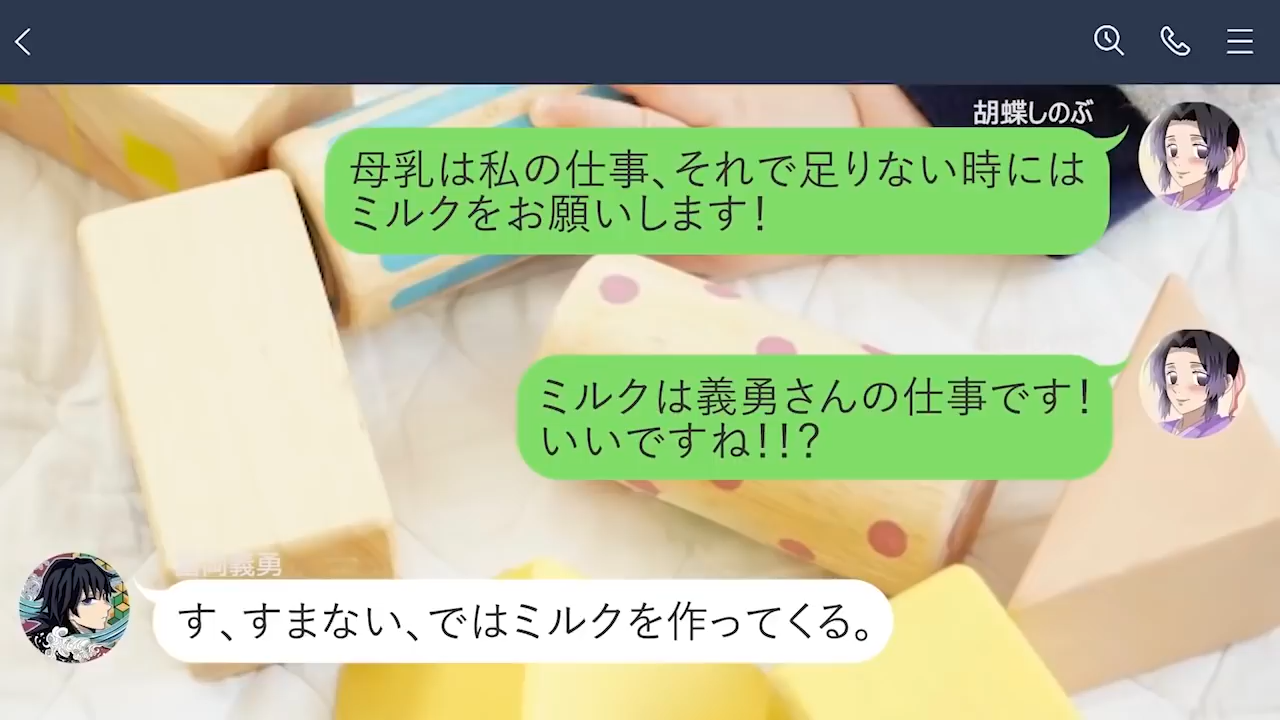 胡蝶しのぶ
母乳は私の仕事、それで足りない時には
ミルクをお願いします!
ミルクは義勇さんの仕事です!
いいですね!!?
冨岡義勇
す、すまない、ではミルクを作ってくる。